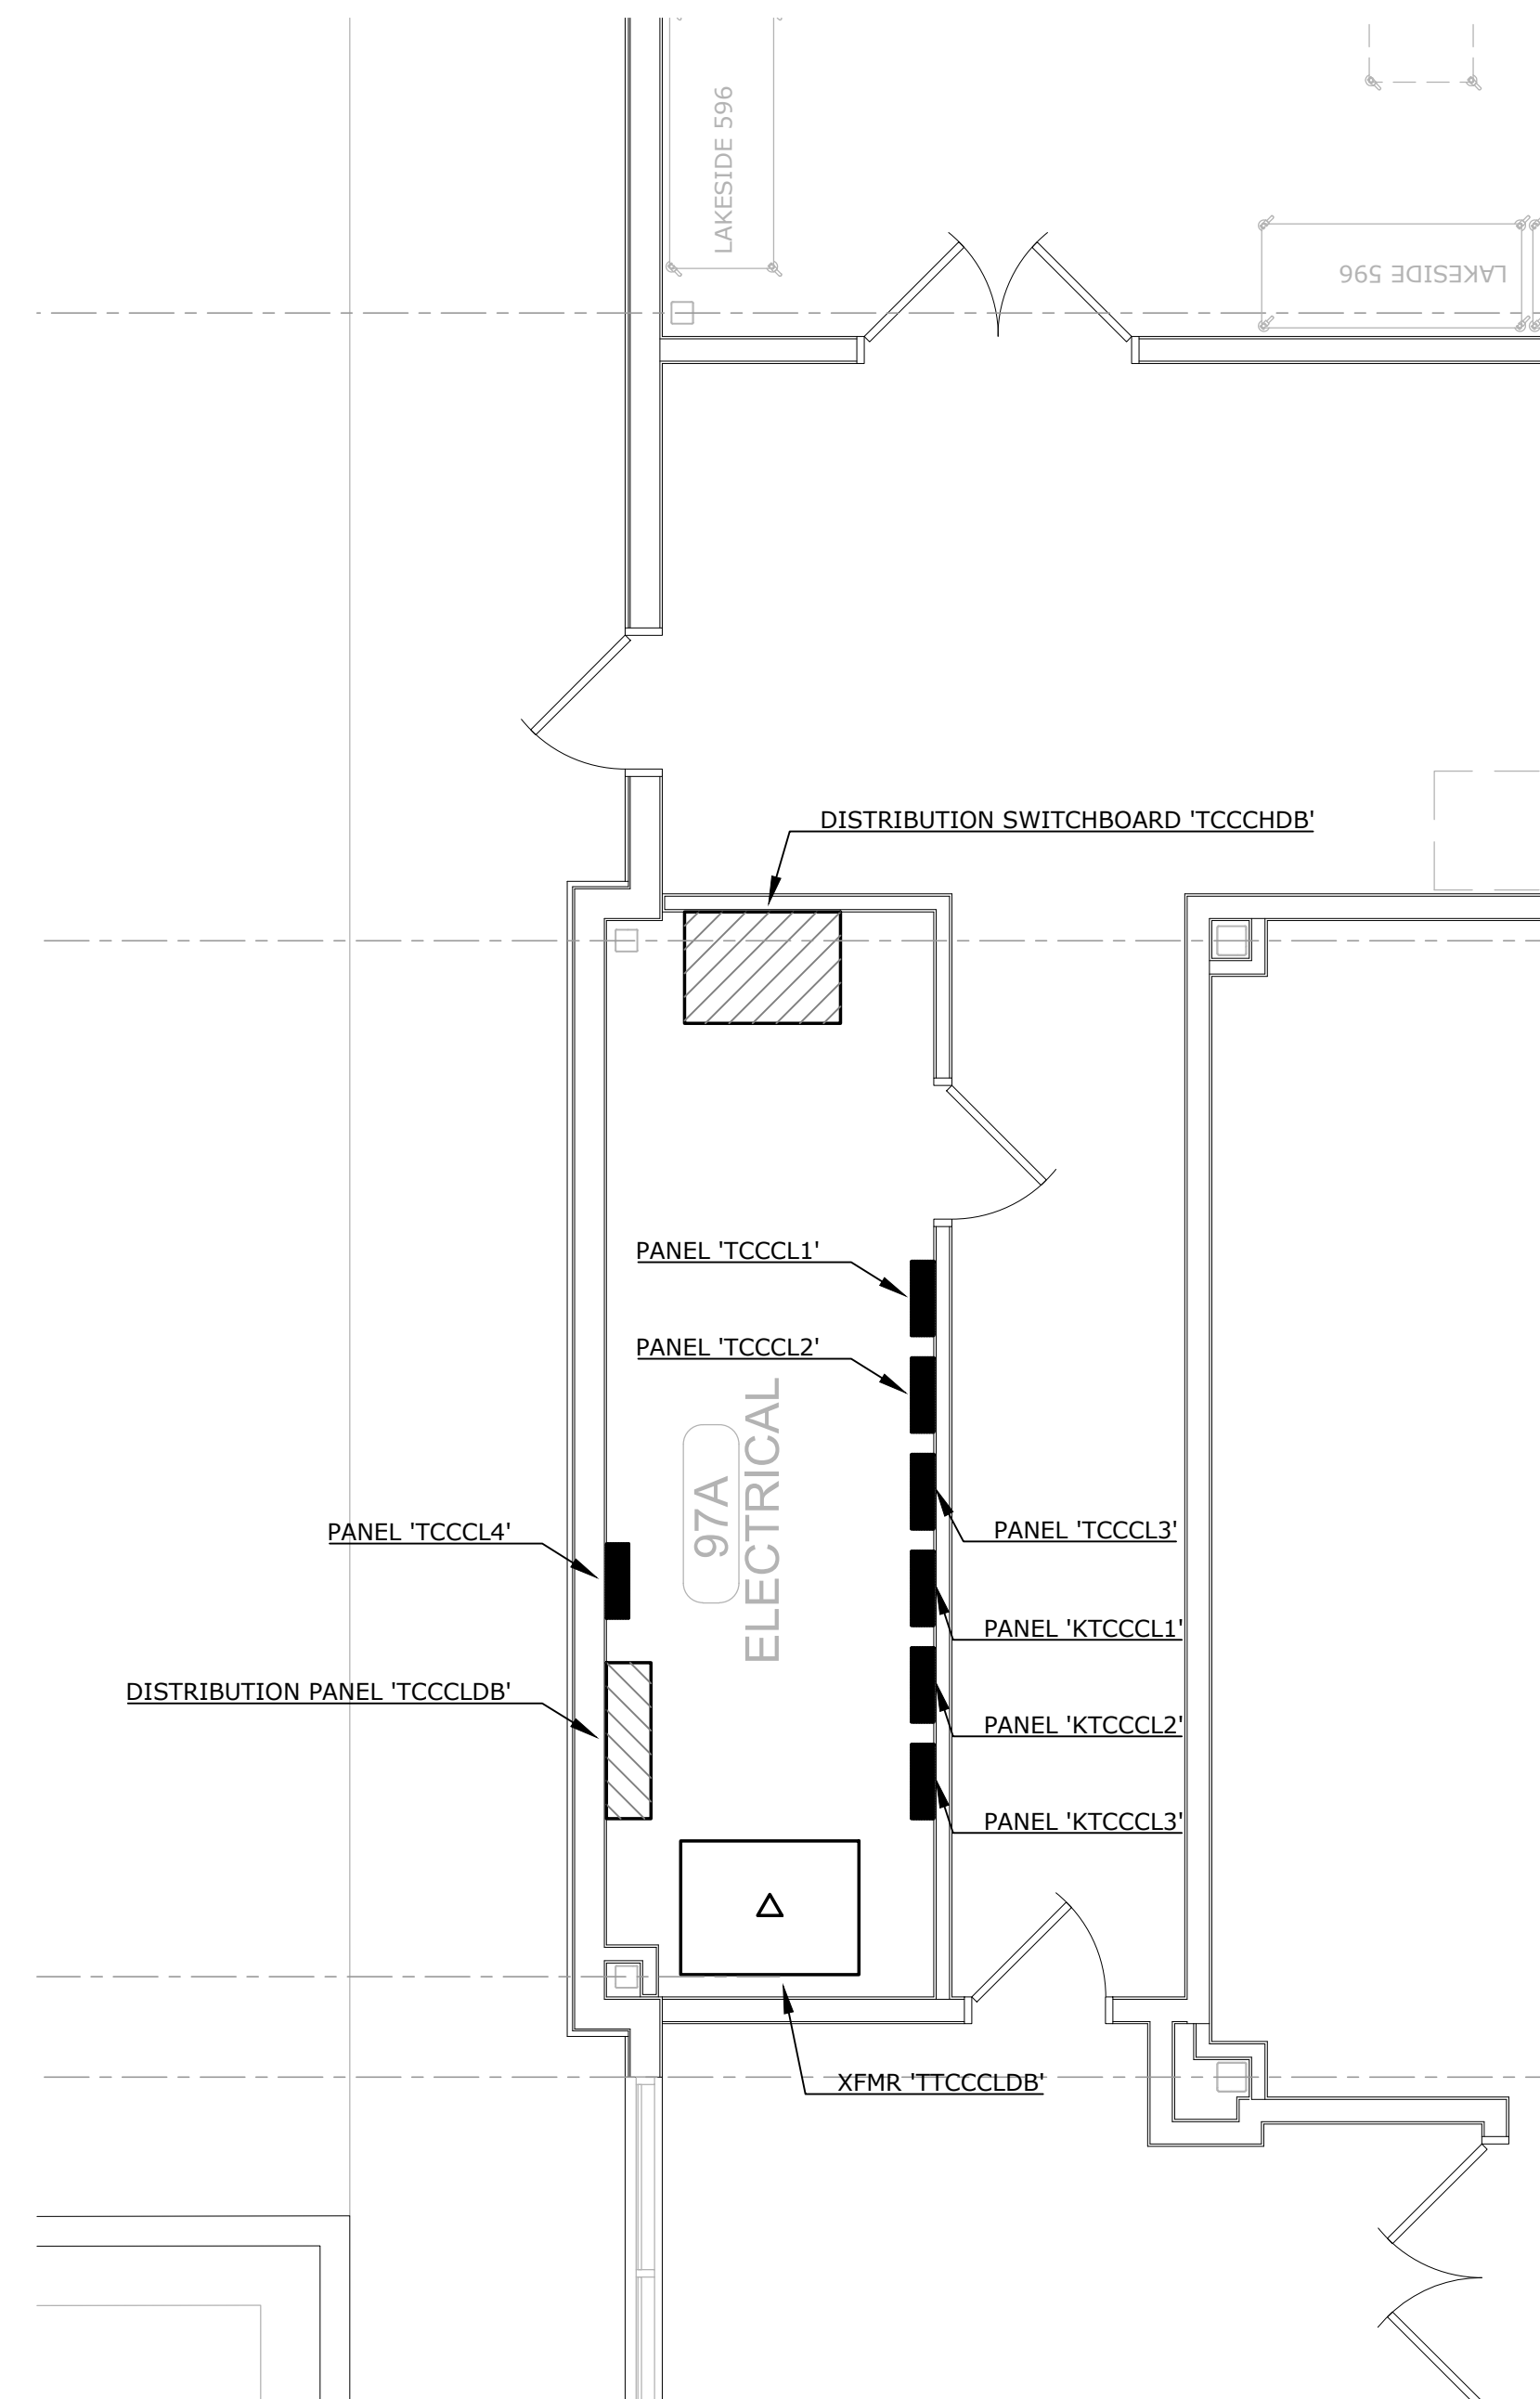 LAKESIDE 596
LAKESIDE 596
DISTRIBUTION SWITCHBOARD 'TCCCHDB'
PANEL 'TCCCL1'
PANEL 'TCCCL2'
97A
ELECTRICAL
PANEL 'TCCCL4'
PANEL 'TCCCL3'
PANEL 'KTCCCL1'
DISTRIBUTION PANEL 'TCCCLDB'
PANEL 'KTCCCL2'
PANEL 'KTCCCL3'
XFMR 'TTCCCLDB'